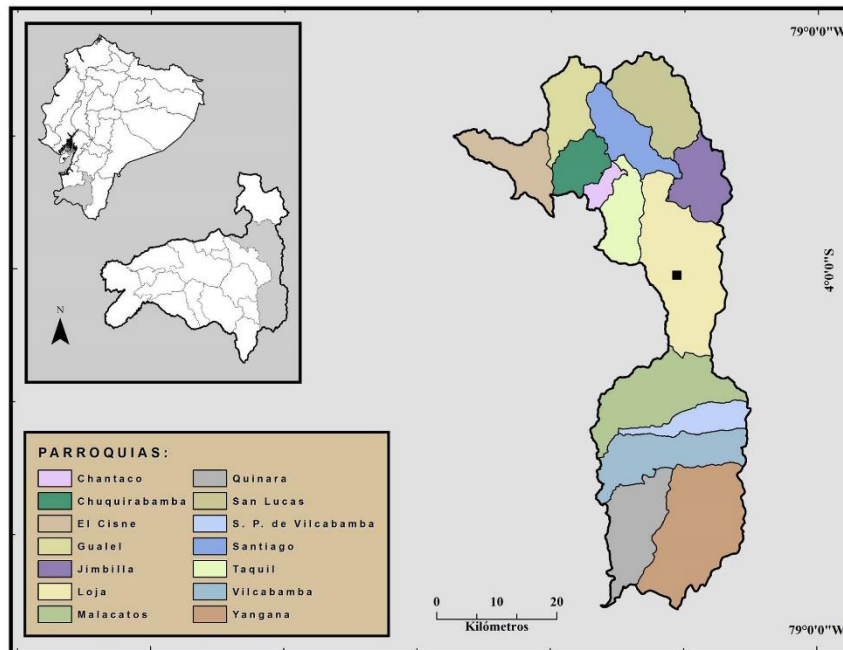 79°0'0"W
N
4°0'0"S
PARROQUIAS:
Chantaco
Chuquirabamba
El Cisne
Gualel
Jimbilla
Loja
Malacatos
Quinara
San Lucas
S. P. de Vilcabamba
Santiago
Taquil
Vilcabamba
Yangana
0 10 20
Kilómetros
79°0'0"W